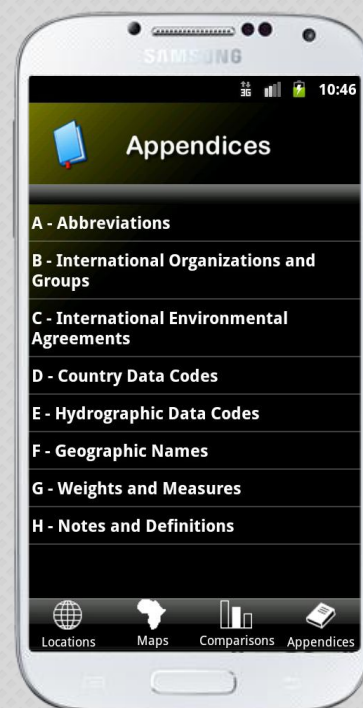 SAMSUNG
3G 10:46
Appendices
A - Abbreviations
B - International Organizations and
Groups
C - International Environmental
Agreements
D - Country Data Codes
E - Hydrographic Data Codes
F - Geographic Names
G - Weights and Measures
H - Notes and Definitions
Locations Maps Comparisons Appendices